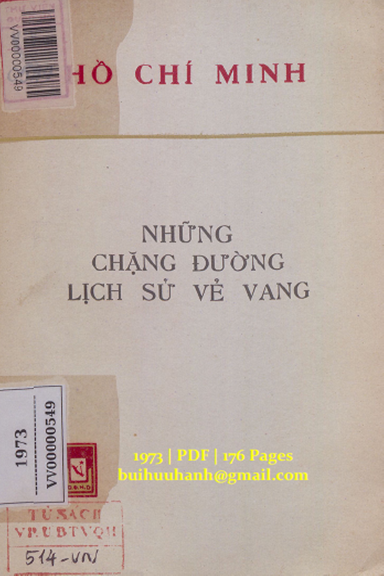 VV00000549
HỒ CHÍ MINH
NHỮNG
CHẶNG ĐƯỜNG
LỊCH SỬ VẺ VANG
1973 | PDF | 176 Pages
buihuuhanh@gmail.com
1973
VV00000549
TỦ SÁCH
VP.UBTVQH
514-VN